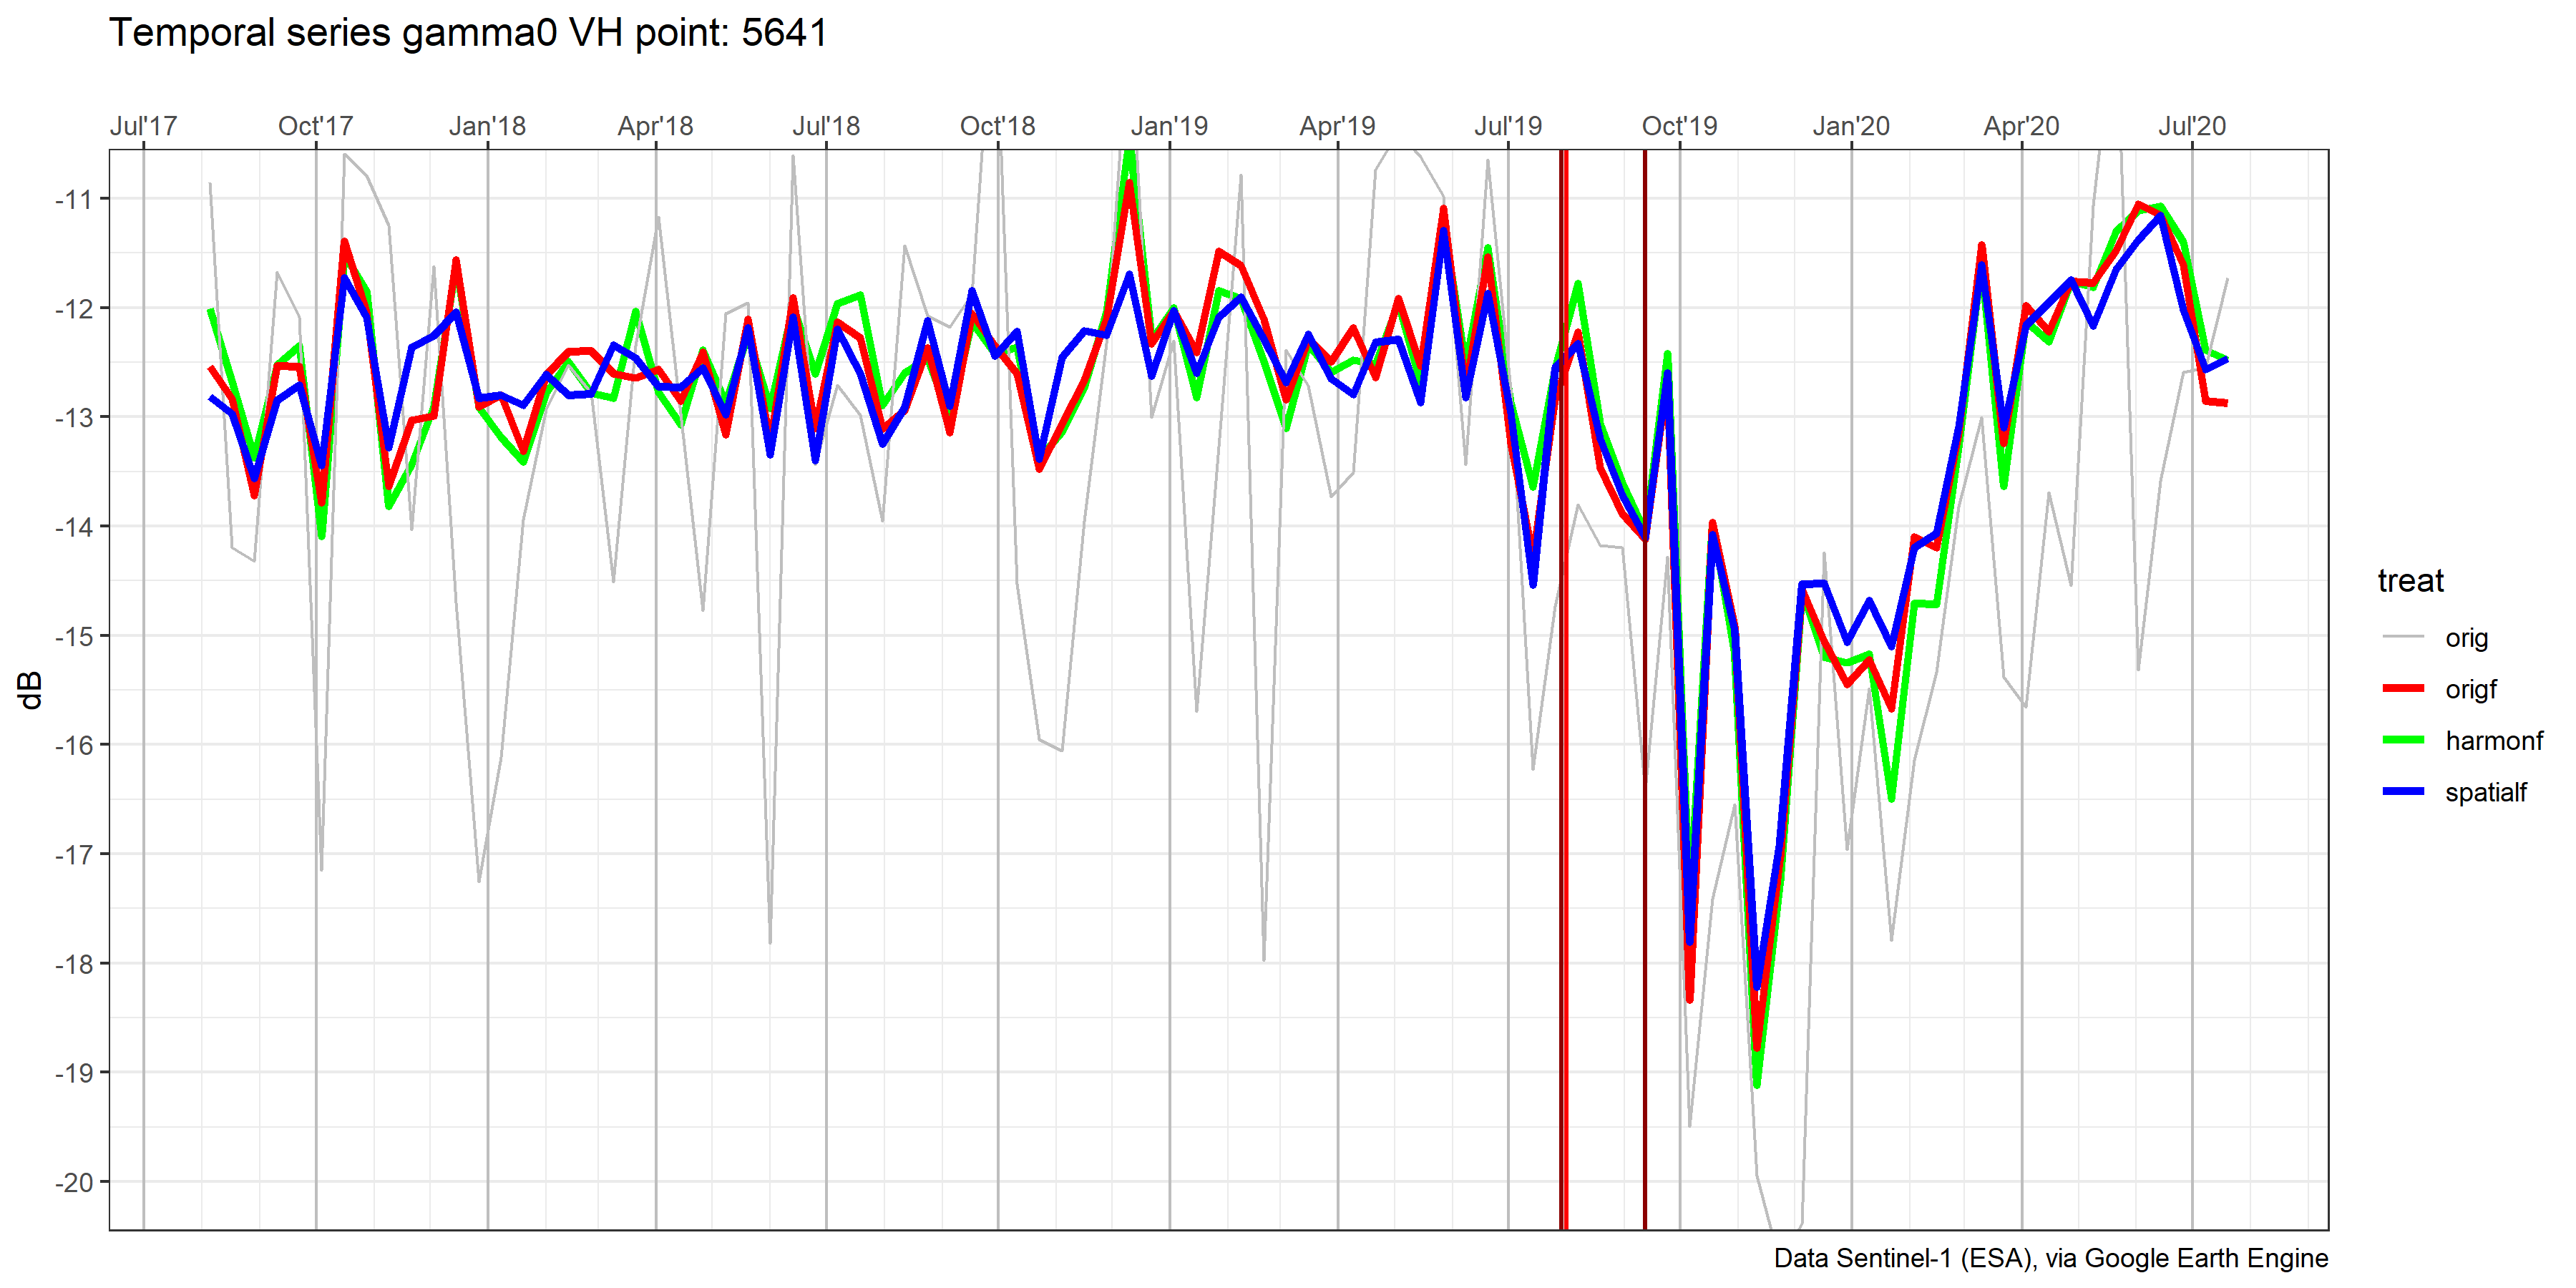 Temporal series gamma0 VH point: 5641
Jul'17 Oct'17 Jan'18 Apr'18 Jul'18 Oct'18 Jan'19 Apr'19 Jul'19 Oct'19 Jan'20 Apr'20 Jul'20
-11
-12
-13
-14
-15
-16
-17
-18
-19
-20
dB
treat
orig
origf
harmonf
spatialf
Data Sentinel-1 (ESA), via Google Earth Engine